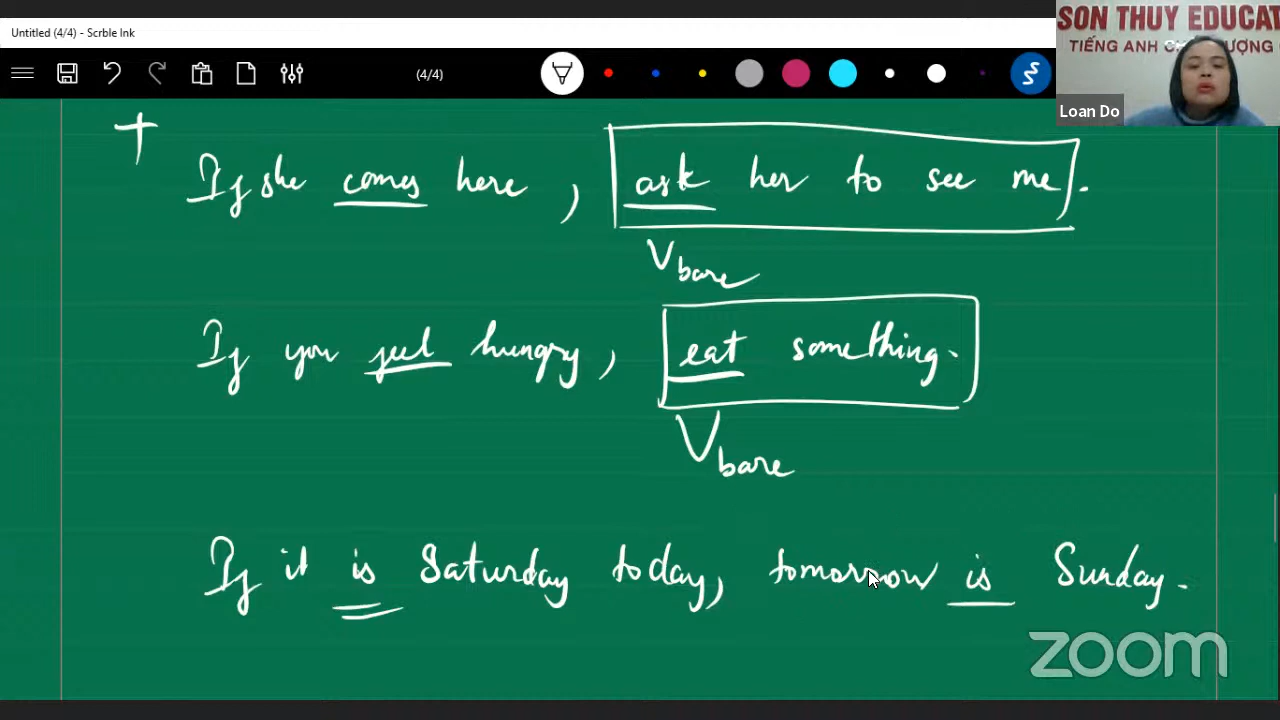 Untitled (4/4) - Scrble Ink
SON THUY EDUCAT
TIẾNG ANH CH ƯỢNG
(4/4)
Loan Do
+
If she comes here, ask her to see me.
Vbare
If you feel hungry, eat something.
Vbare
If it is Saturday today, tomorrow is Sunday.
zoom